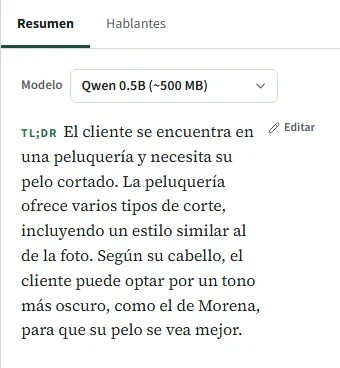 Resumen Hablantes
Modelo Qwen 0.5B (~500 MB)
TL;DR El cliente se encuentra en Editar
una peluquería y necesita su
pelo cortado. La peluquería
ofrece varios tipos de corte,
incluyendo un estilo similar al
de la foto. Según su cabello, el
cliente puede optar por un tono
más oscuro, como el de Morena,
para que su pelo se vea mejor.